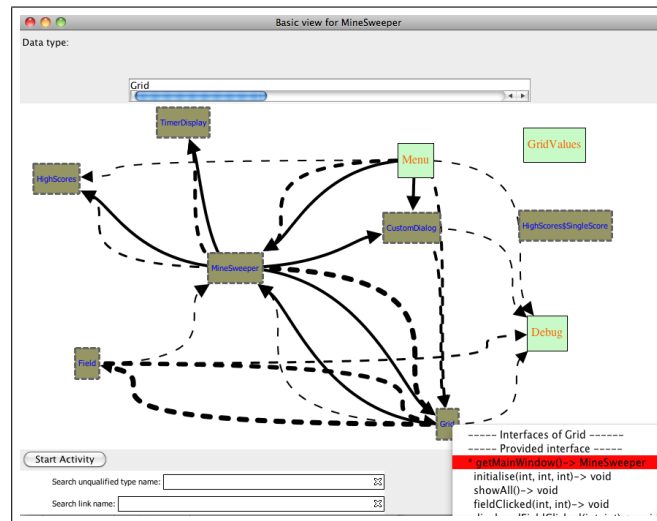 Basic view for MineSweeper
Data type:
Grid
TimerDisplay
Menu
GridValues
HighScores
CustomDialog
HighScores$SingleScore
MineSweeper
Debug
Field
Grid
----- Interfaces of Grid ------
----- Provided interface -----
* getMainWindow()-> MineSweeper
initialise(int, int, int)-> void
showAll()-> void
fieldClicked(int, int)-> void
Start Activity
Search unqualified type name:
Search link name: